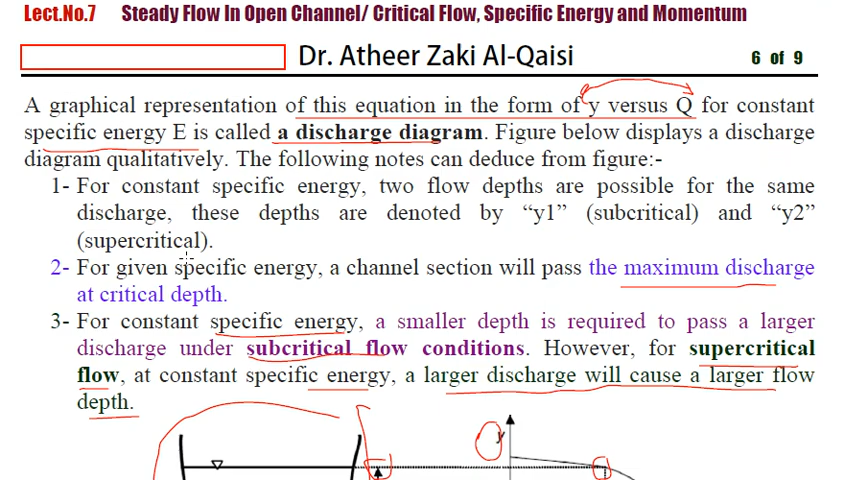 Lect.No.7 Steady Flow In Open Channel/ Critical Flow, Specific Energy and Momentum
Dr. Atheer Zaki Al-Qaisi 6 of 9
A graphical representation of this equation in the form of y versus Q for constant
specific energy E is called a discharge diagram. Figure below displays a discharge
diagram qualitatively. The following notes can deduce from figure:-
1- For constant specific energy, two flow depths are possible for the same
discharge, these depths are denoted by “y1” (subcritical) and “y2”
(supercritical).
2- For given specific energy, a channel section will pass the maximum discharge
at critical depth.
3- For constant specific energy, a smaller depth is required to pass a larger
discharge under subcritical flow conditions. However, for supercritical
flow, at constant specific energy, a larger discharge will cause a larger flow
depth.
y